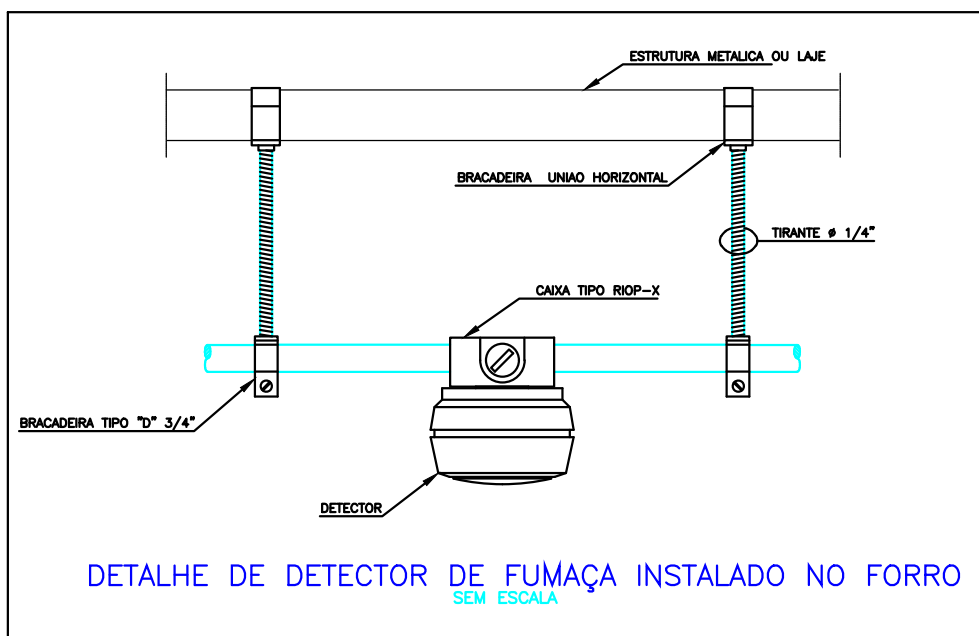 ESTRUTURA METALICA OU LAJE
BRACADEIRA UNIAO HORIZONTAL
TIRANTE ø 1/4"
CAIXA TIPO RIOP-X
BRACADEIRA TIPO "D" 3/4"
DETECTOR
DETALHE DE DETECTOR DE FUMAÇA INSTALADO NO FORRO
SEM ESCALA